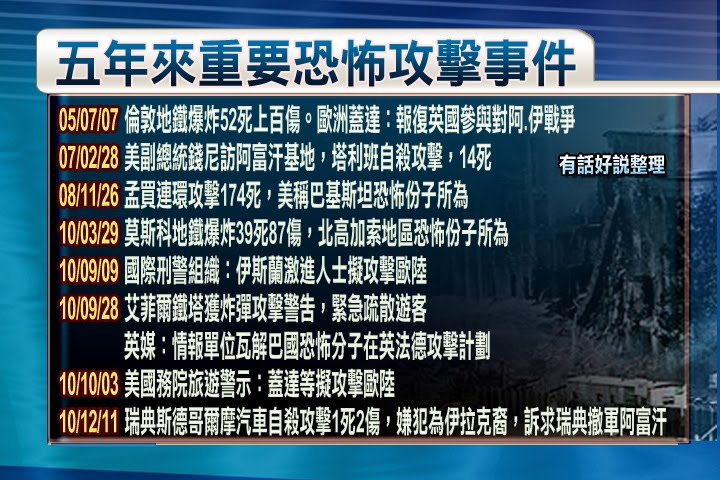 五年來重要恐怖攻擊事件
05/07/07 倫敦地鐵爆炸52死上百傷。歐洲蓋達：報復英國參與對阿.伊戰爭
07/02/28 美副總統錢尼訪阿富汗基地，塔利班自殺攻擊，14死
有話好說整理
08/11/26 孟買連環攻擊174死，美稱巴基斯坦恐怖份子所為
10/03/29 莫斯科地鐵爆炸39死87傷，北高加索地區恐怖份子所為
10/09/09 國際刑警組織：伊斯蘭激進人士擬攻擊歐陸
10/09/28 艾菲爾鐵塔獲炸彈攻擊警告，緊急疏散遊客
英媒：情報單位瓦解巴國恐怖分子在英法德攻擊計劃
10/10/03 美國務院旅遊警示：蓋達等擬攻擊歐陸
10/12/11 瑞典斯德哥爾摩汽車自殺攻擊1死2傷，嫌犯為伊拉克裔，訴求瑞典撤軍阿富汗